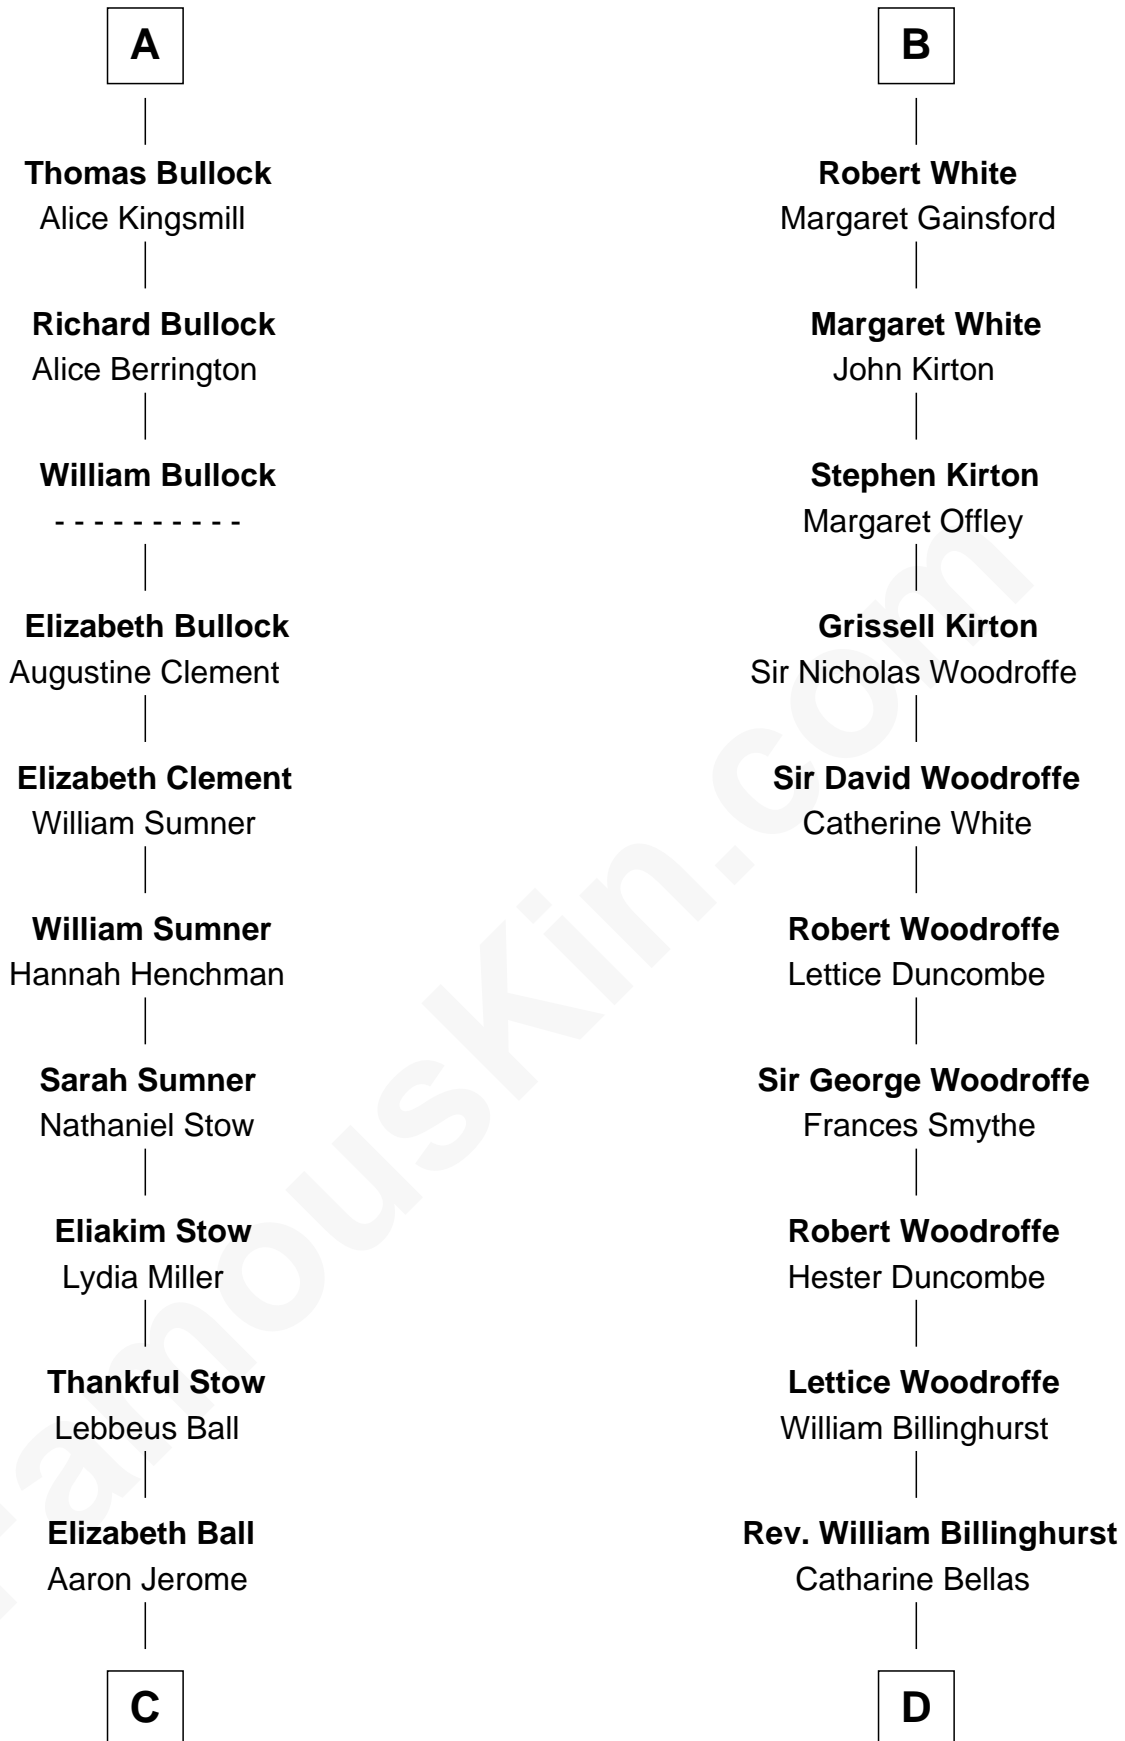 A
Thomas Bullock
Alice Kingsmill
Richard Bullock
Alice Berrington
William Bullock
- - - - - - - - - -
Elizabeth Bullock
Augustine Clement
Elizabeth Clement
William Sumner
William Sumner
Hannah Henchman
Sarah Sumner
Nathaniel Stow
Eliakim Stow
Lydia Miller
Thankful Stow
Lebbeus Ball
Elizabeth Ball
Aaron Jerome
C
B
Robert White
Margaret Gainsford
Margaret White
John Kirton
Stephen Kirton
Margaret Offley
Grissell Kirton
Sir Nicholas Woodroffe
Sir David Woodroffe
Catherine White
Robert Woodroffe
Lettice Duncombe
Sir George Woodroffe
Frances Smythe
Robert Woodroffe
Hester Duncombe
Lettice Woodroffe
William Billinghurst
Rev. William Billinghurst
Catharine Bellas
D
FamousKin.com